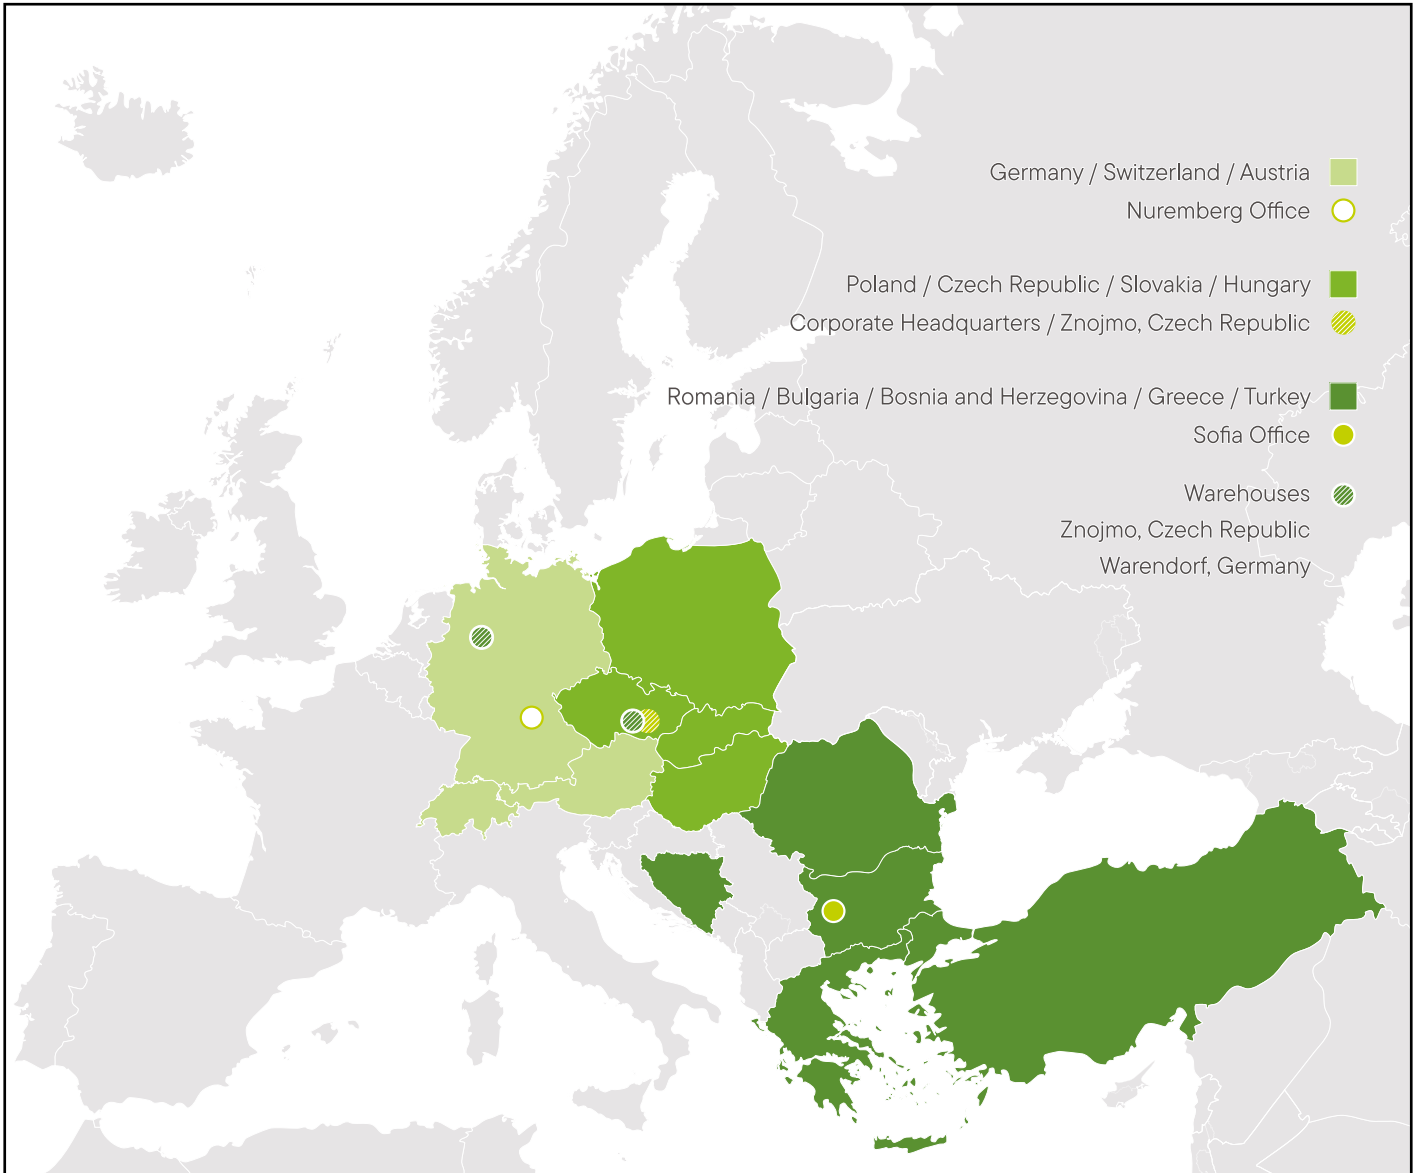 Germany / Switzerland / Austria
Nuremberg Office
Poland / Czech Republic / Slovakia / Hungary
Corporate Headquarters / Znojmo, Czech Republic
Romania / Bulgaria / Bosnia and Herzegovina / Greece / Turkey
Sofia Office
Warehouses
Znojmo, Czech Republic
Warendorf, Germany